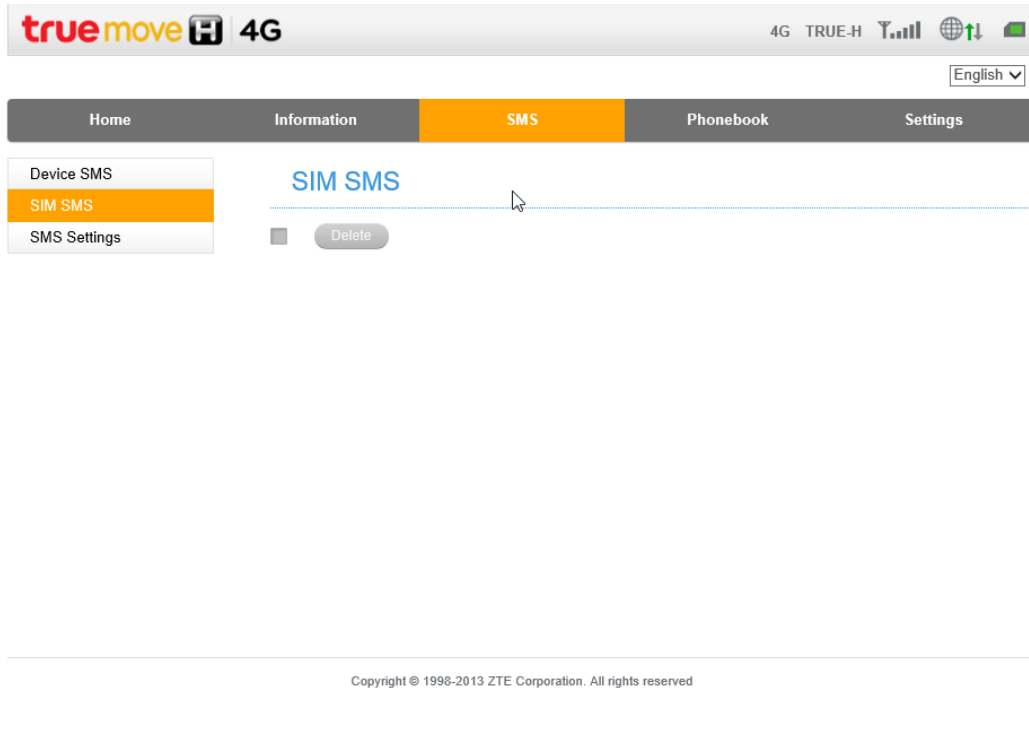 truemove H 4G
4G TRUE-H
English
Home Information SMS Phonebook Settings
Device SMS
SIM SMS
SMS Settings
SIM SMS
Delete
Copyright © 1998-2013 ZTE Corporation. All rights reserved